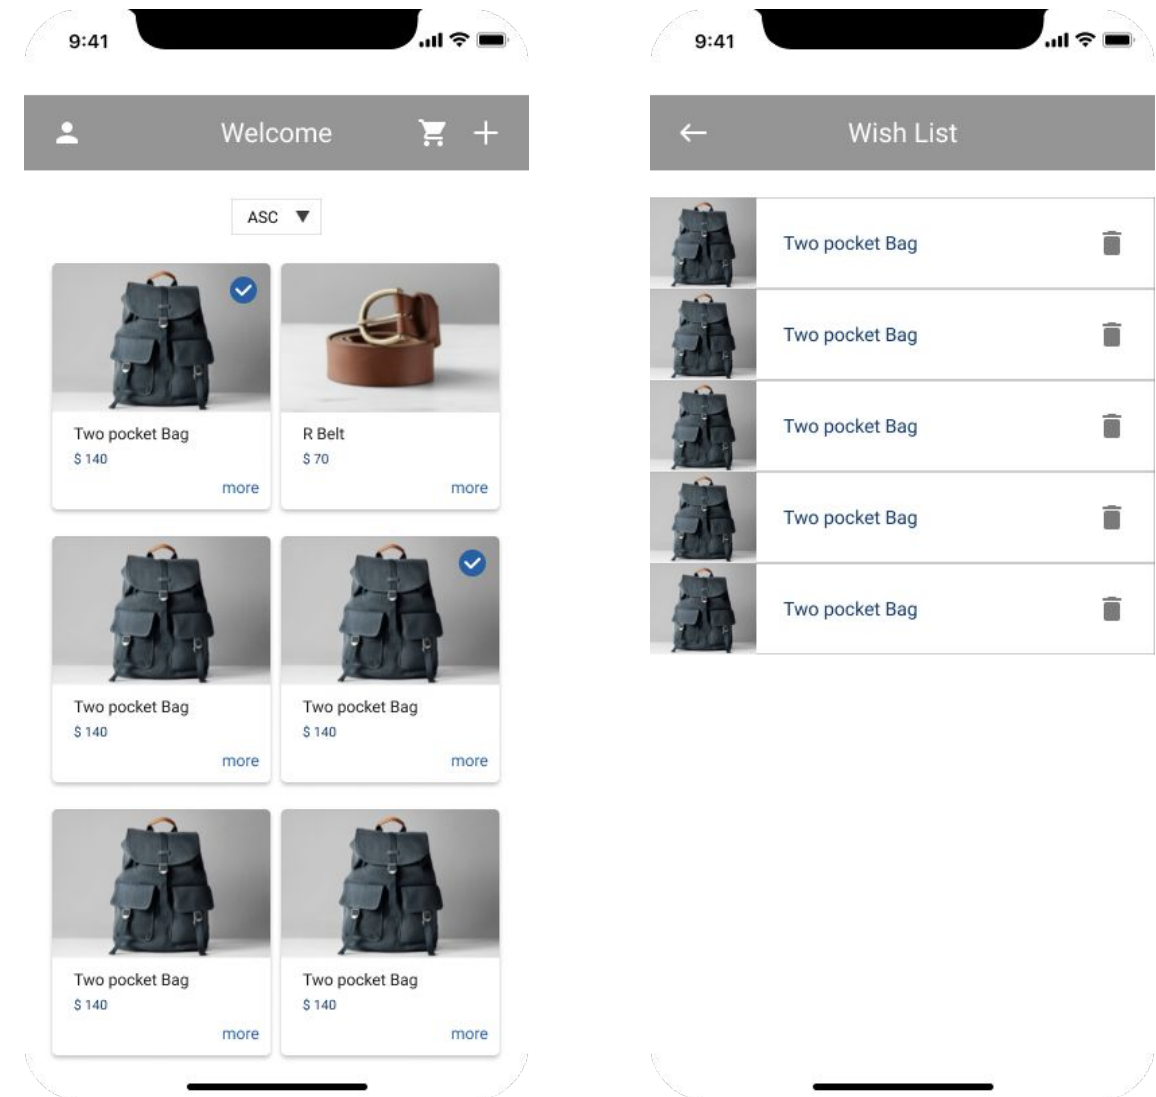 9:41
Welcome
ASC
Two pocket Bag
$ 140
more
R Belt
$ 70
more
Two pocket Bag
$ 140
more
Two pocket Bag
$ 140
more
Two pocket Bag
$ 140
more
Two pocket Bag
$ 140
more
9:41
Wish List
Two pocket Bag
Two pocket Bag
Two pocket Bag
Two pocket Bag
Two pocket Bag